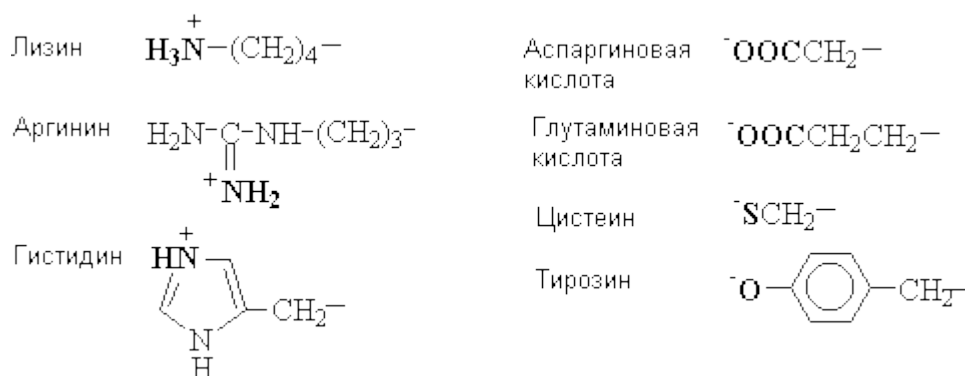 Лизин H₃N⁺–(CH₂)₄–
Аргинин H₂N–C–NH–(CH₂)₃–
⁺NH₂
Гистидин HN⁺
CH₂–
N
H
Аспаргиновая
кислота ⁻OOCCH₂–
Глутаминовая
кислота ⁻OOCCH₂CH₂–
Цистеин ⁻SCH₂–
Тирозин ⁻O CH₂–